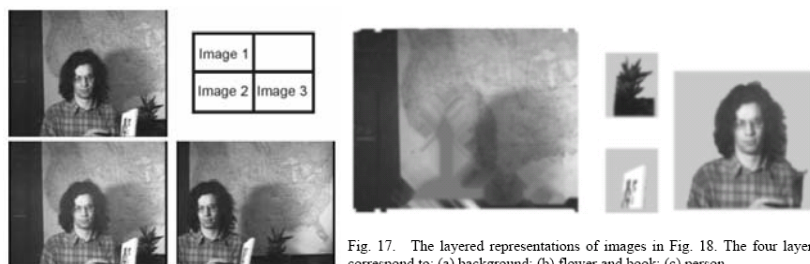 Image 1
Image 2 Image 3
Fig. 17. The layered representations of images in Fig. 18. The four layer
correspond to: (a) background; (b) flower and book; (c) person.